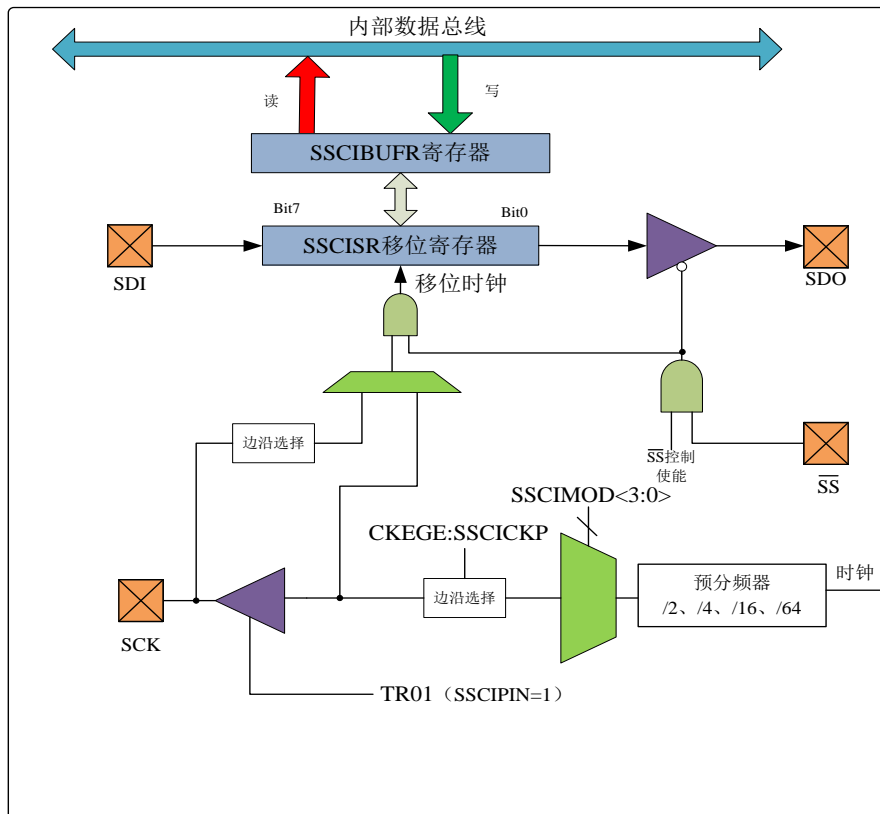 内部数据总线
读
写
SSCIBUFR寄存器
Bit7
Bit0
SSCISR移位寄存器
SDI
SDO
移位时钟
边沿选择
SS控制
使能
SS
SSCIMOD<3:0>
CKEGE:SSCICKP
边沿选择
预分频器
/2、/4、/16、/64
时钟
SCK
TR01（SSCIPIN=1）